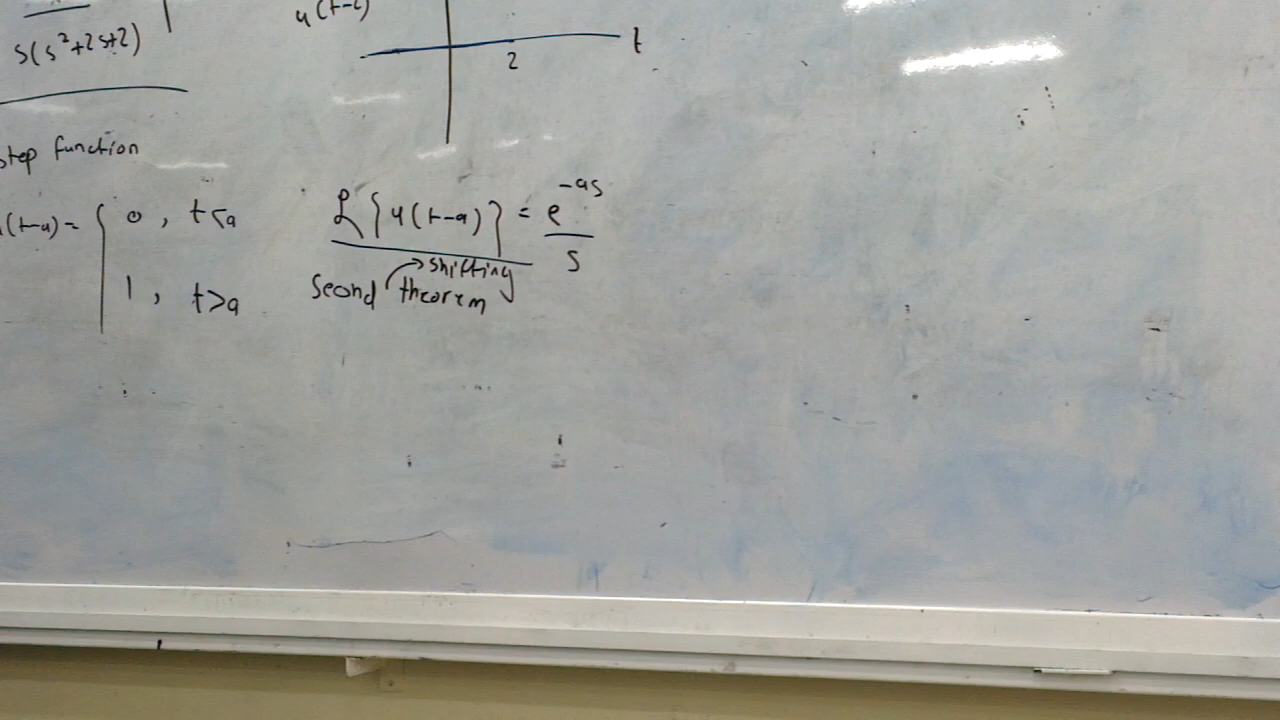 s(s²+2s+2)
u(t-2)
t
2
step function
u(t-a) = { 0 , t<a
1 , t>a
ℒ{u(t-a)} = e^-as / s
Second shifting theorem